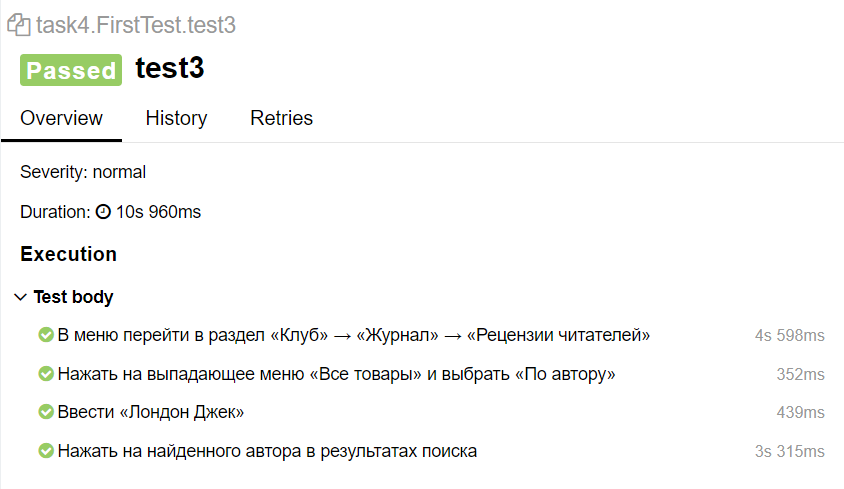 task4.FirstTest.test3
Passed test3
Overview History Retries
Severity: normal
Duration: 10s 960ms
Execution
Test body
В меню перейти в раздел «Клуб» → «Журнал» → «Рецензии читателей» 4s 598ms
Нажать на выпадающее меню «Все товары» и выбрать «По автору» 352ms
Ввести «Лондон Джек» 439ms
Нажать на найденного автора в результатах поиска 3s 315ms